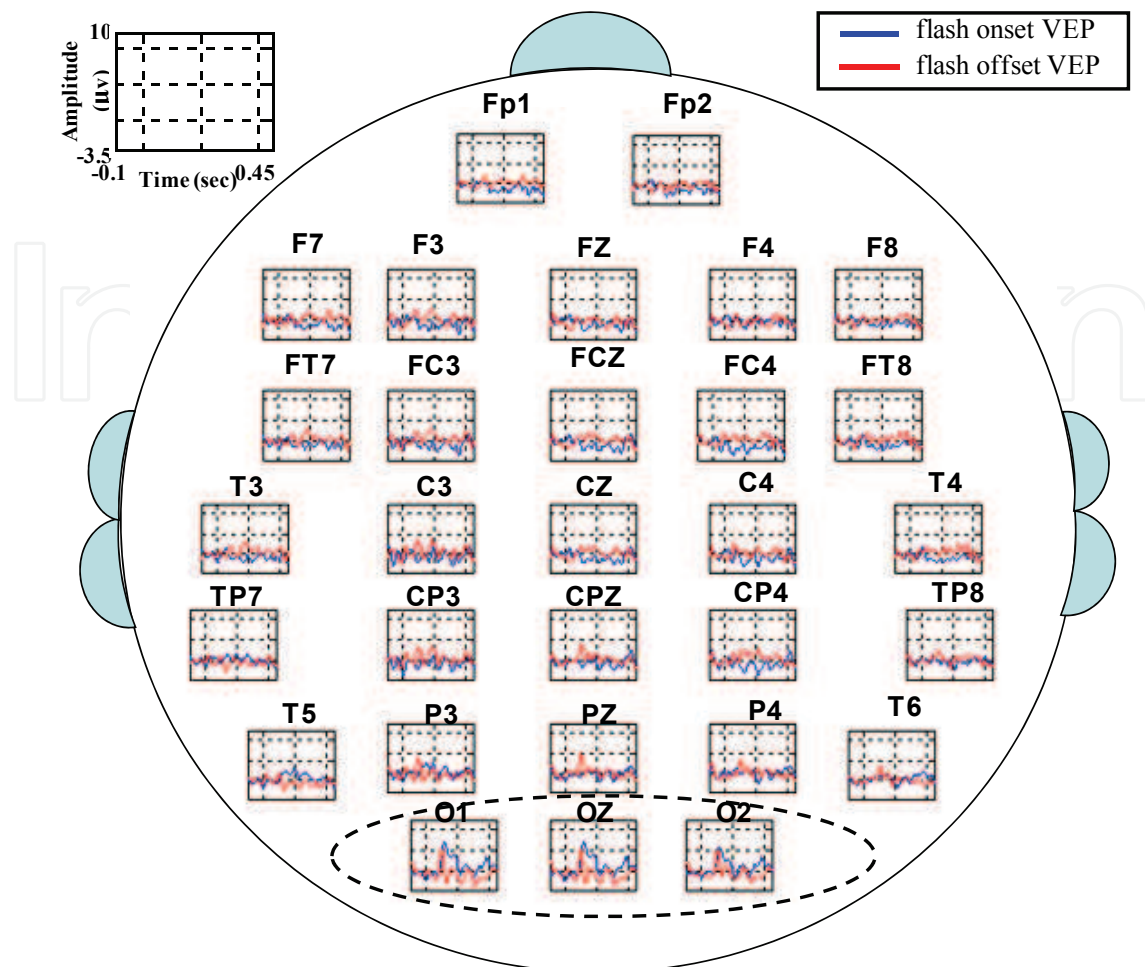 10
Amplitude
(μv)
-3.5
-0.1 Time (sec) 0.45
flash onset VEP
flash offset VEP
Fp1 Fp2
F7 F3 FZ F4 F8
FT7 FC3 FCZ FC4 FT8
T3 C3 CZ C4 T4
TP7 CP3 CPZ CP4 TP8
T5 P3 PZ P4 T6
O1 OZ O2